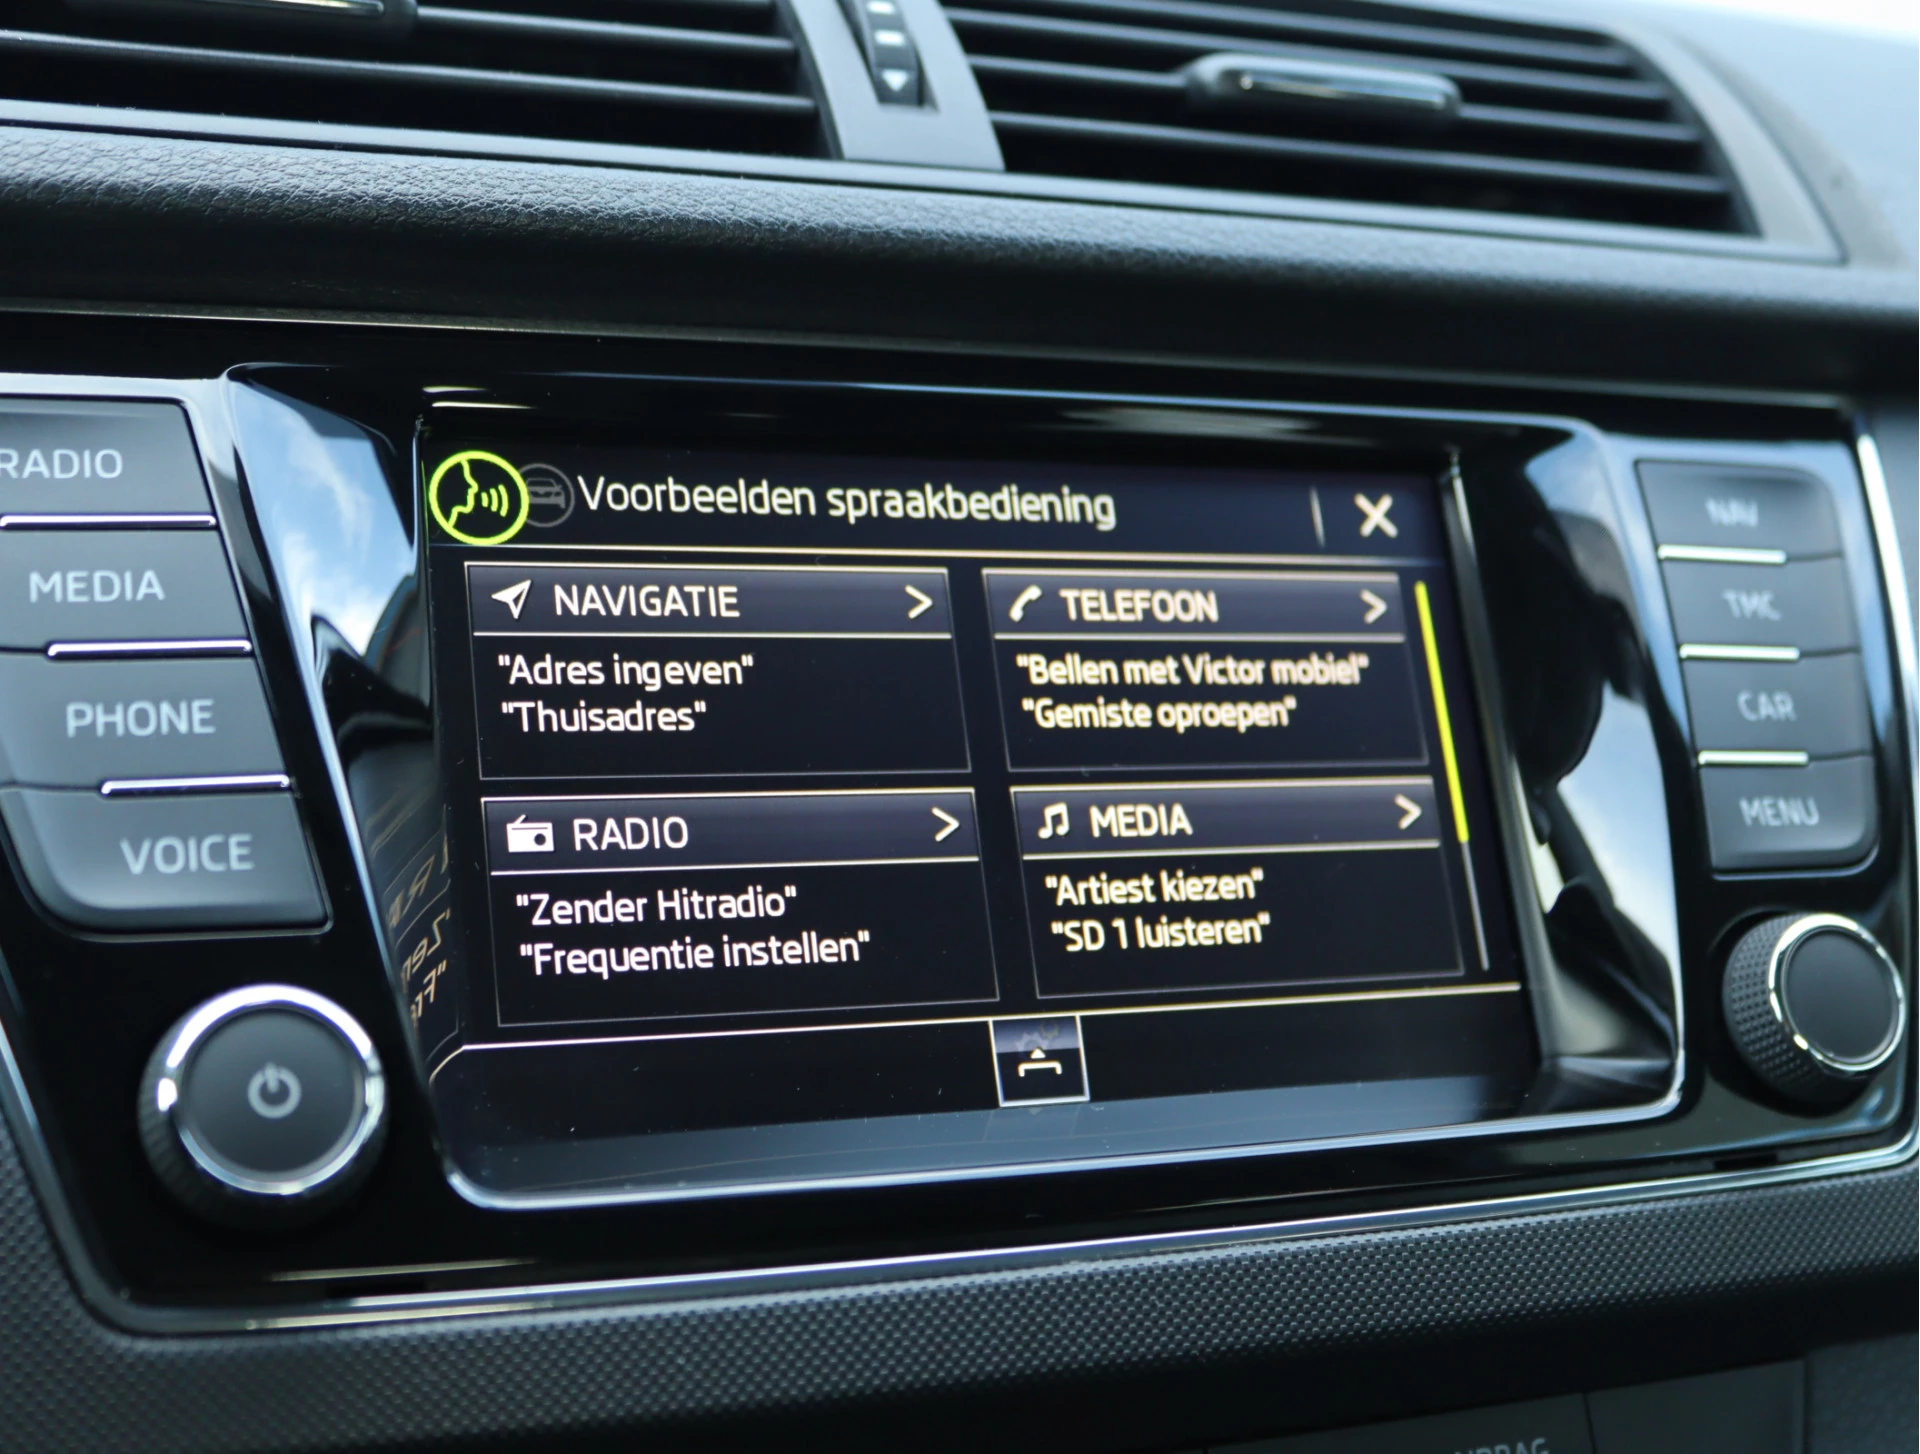 RADIO
MEDIA
PHONE
VOICE
Voorbeelden spraakbediening
NAVIGATIE
"Adres ingeven"
"Thuisadres"
TELEFOON
"Bellen met Victor mobiel"
"Gemiste oproepen"
RADIO
"Zender Hitradio"
"Frequentie instellen"
MEDIA
"Artiest kiezen"
"SD 1 luisteren"
NAV
TMC
CAR
MENU